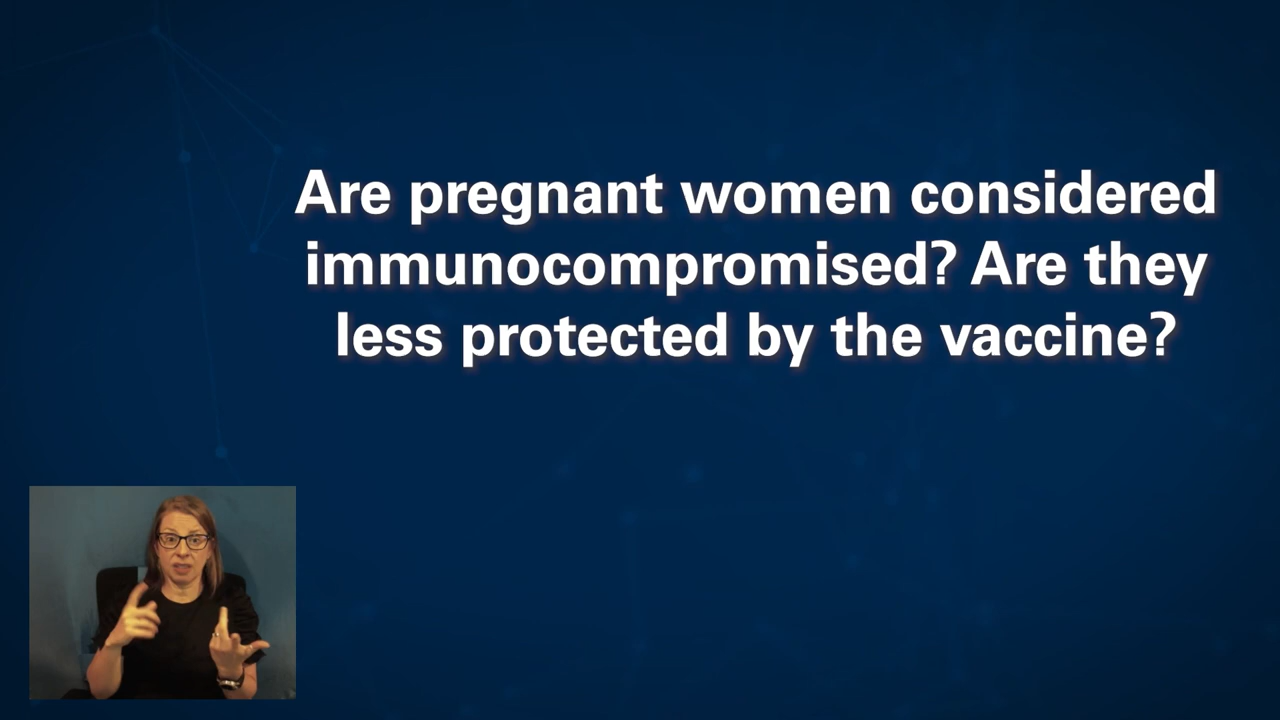 Are pregnant women considered
immunocompromised? Are they
less protected by the vaccine?